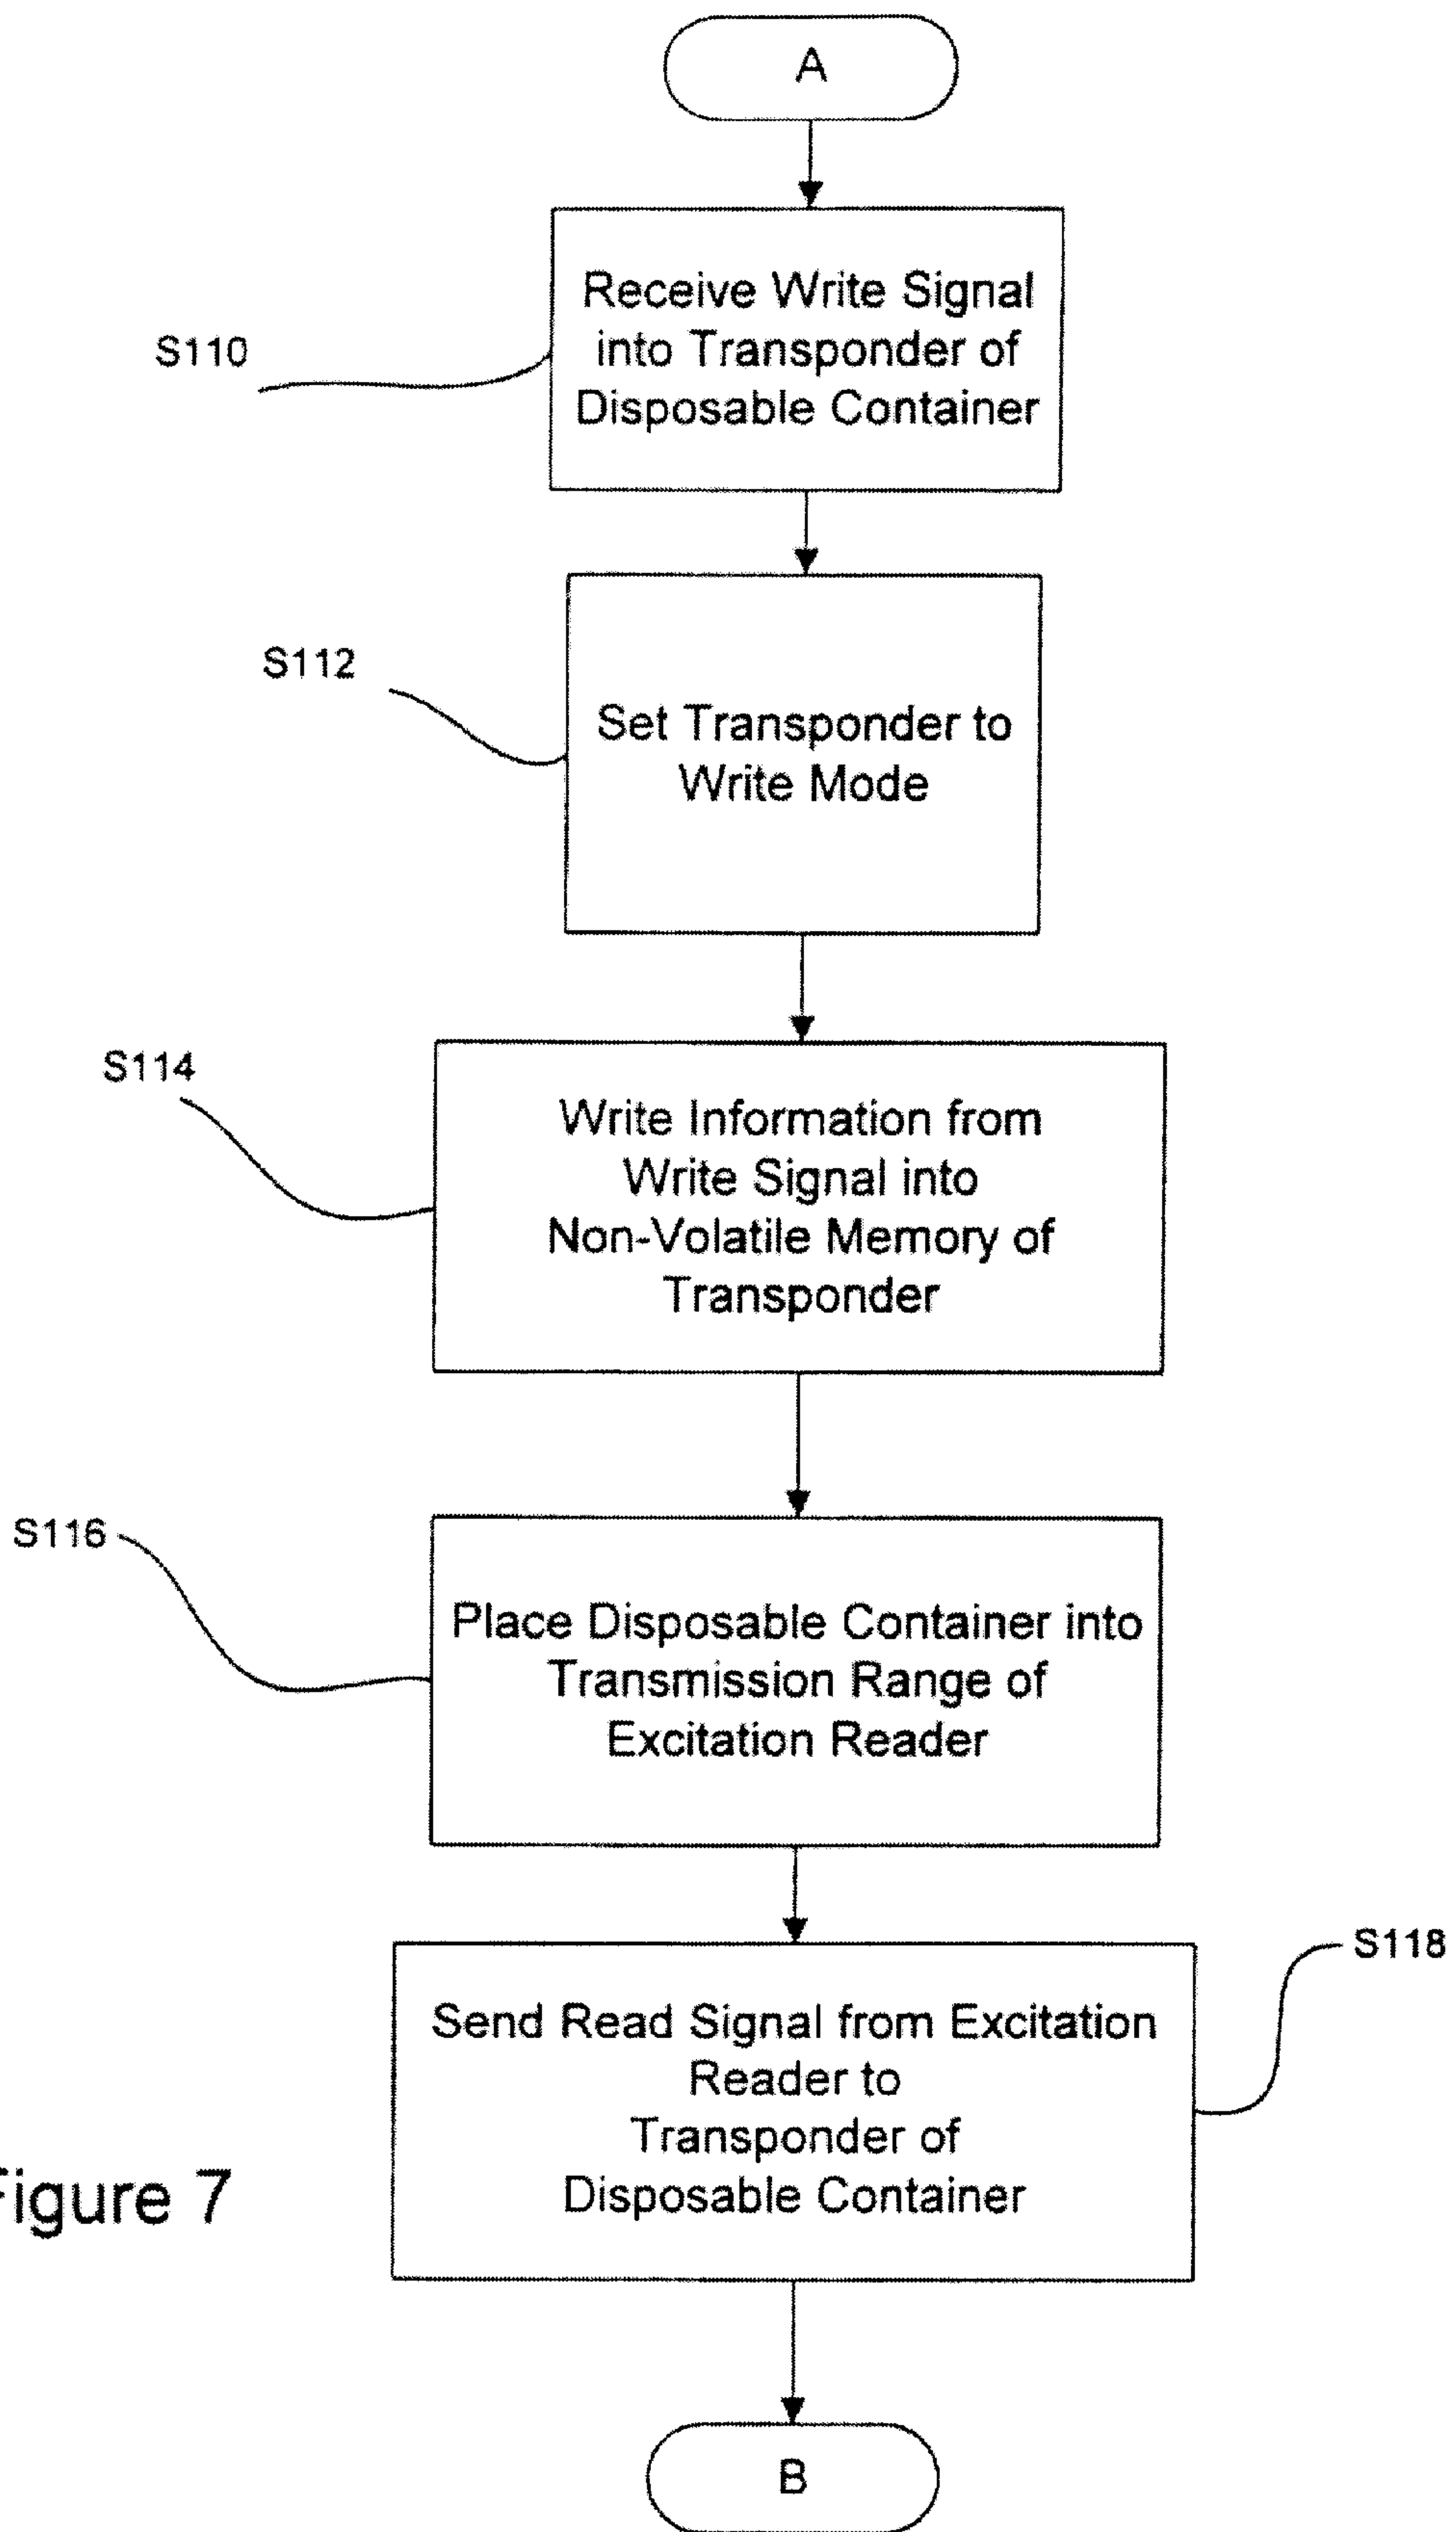 A
Receive Write Signal
into Transponder of
Disposable Container
S110
Set Transponder to
Write Mode
S112
Write Information from
Write Signal into
Non-Volatile Memory of
Transponder
S114
Place Disposable Container into
Transmission Range of
Excitation Reader
S116
Send Read Signal from Excitation
Reader to
Transponder of
Disposable Container
S118
Figure 7
B